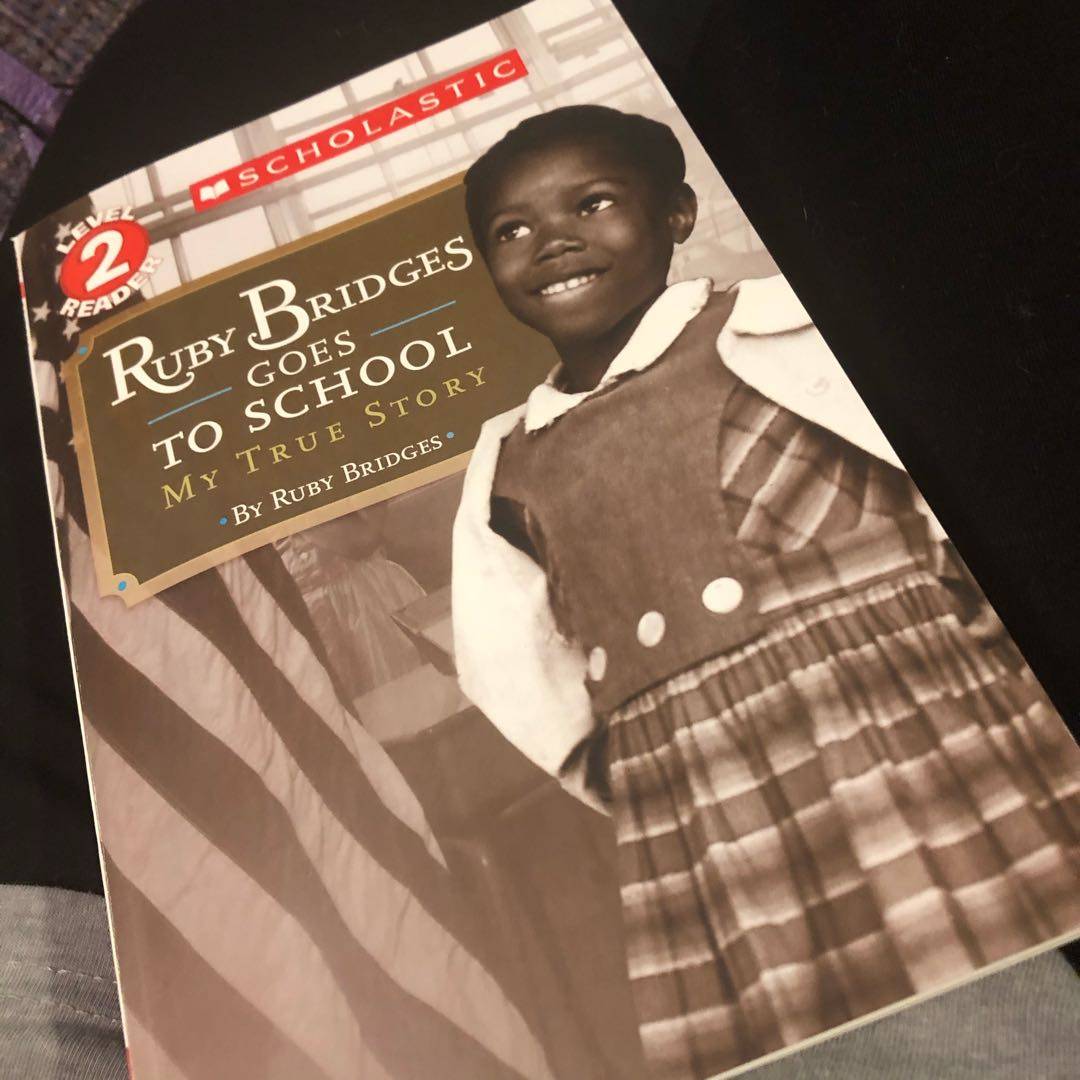 SCHOLASTIC
LEVEL
2
READER
RUBY BRIDGES
GOES
TO SCHOOL
MY TRUE STORY
• BY RUBY BRIDGES •